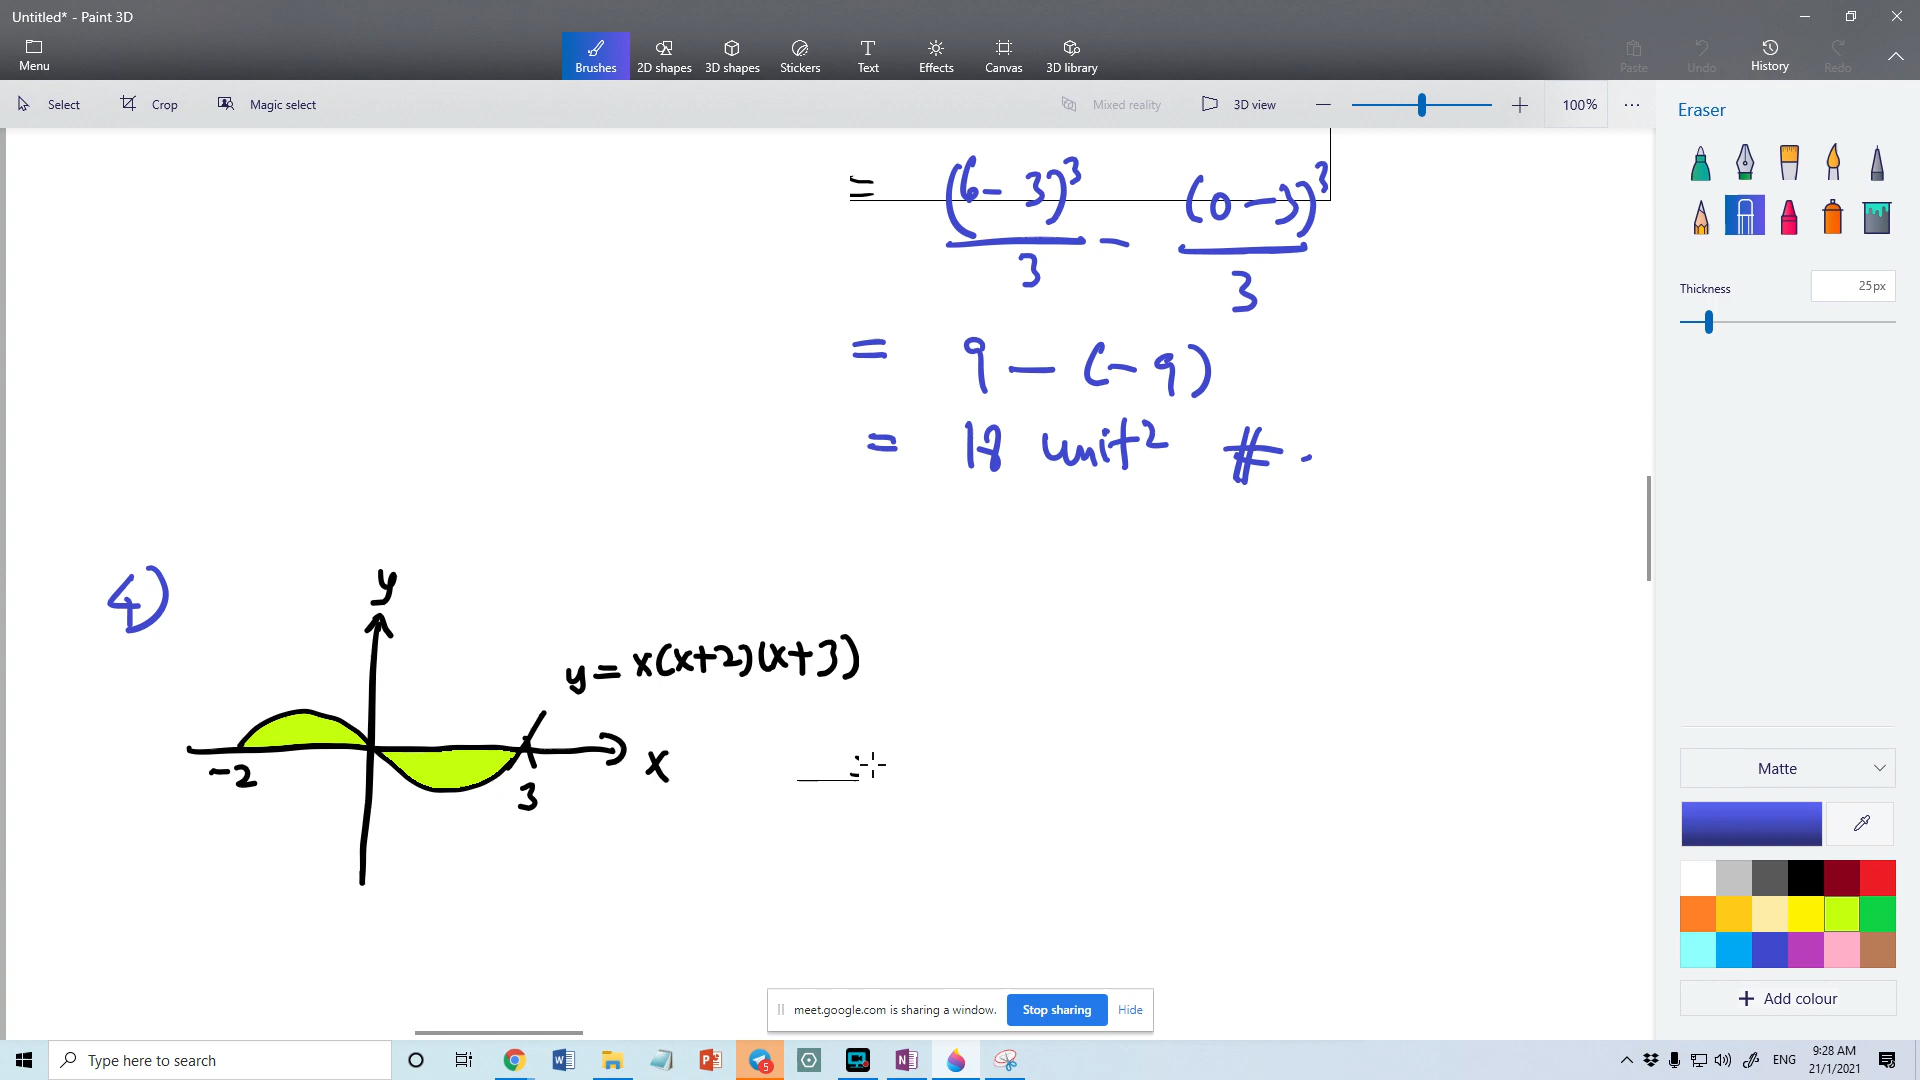 Untitled* - Paint 3D
Menu
Brushes
2D shapes
3D shapes
Stickers
Text
Effects
Canvas
3D library
Paste
Undo
History
Redo
Select
Crop
Magic select
Mixed reality
3D view
100%
Eraser
Thickness
25px
= (6 - 3)³/3 - (0 - 3)³/3
= 9 - (-9)
= 18 unit² #.
4)
y
y = x(x+2)(x+3)
-2
3
x
Matte
Add colour
meet.google.com is sharing a window.
Stop sharing
Hide
Type here to search
5
ENG
9:28 AM
21/1/2021